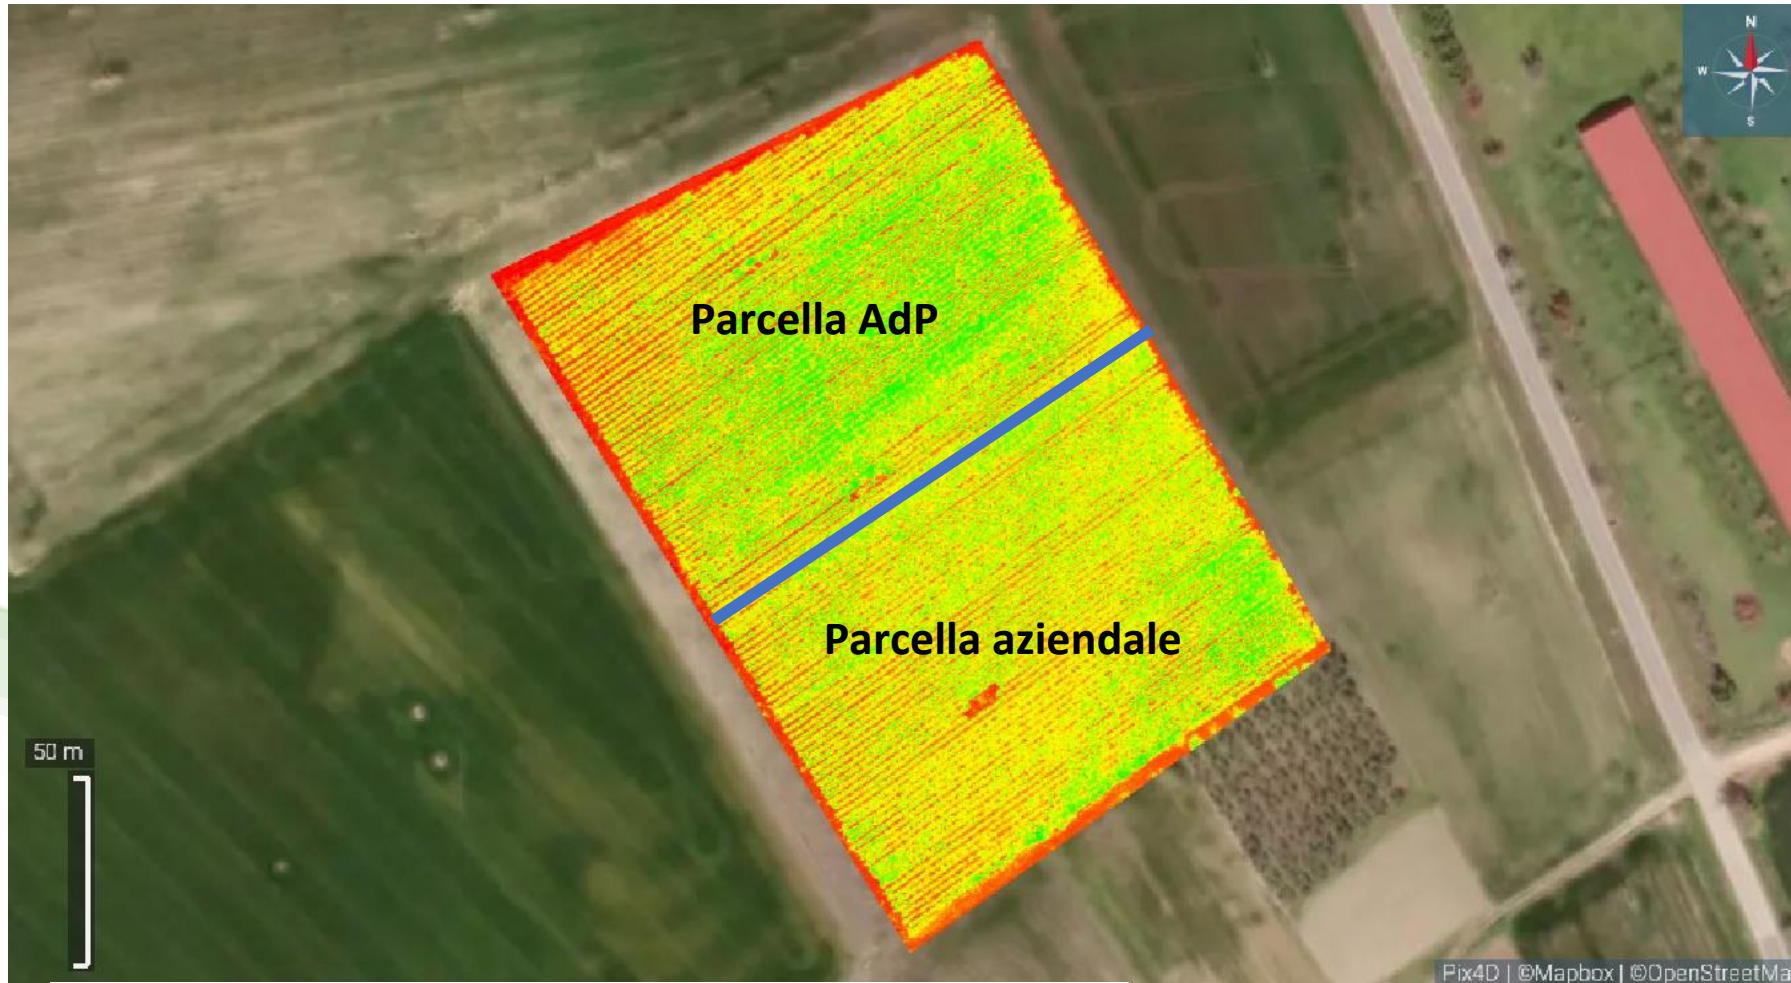 N
W
S
Parcella AdP
Parcella aziendale
50 m
Pix4D | ©Mapbox | ©OpenStreetMa